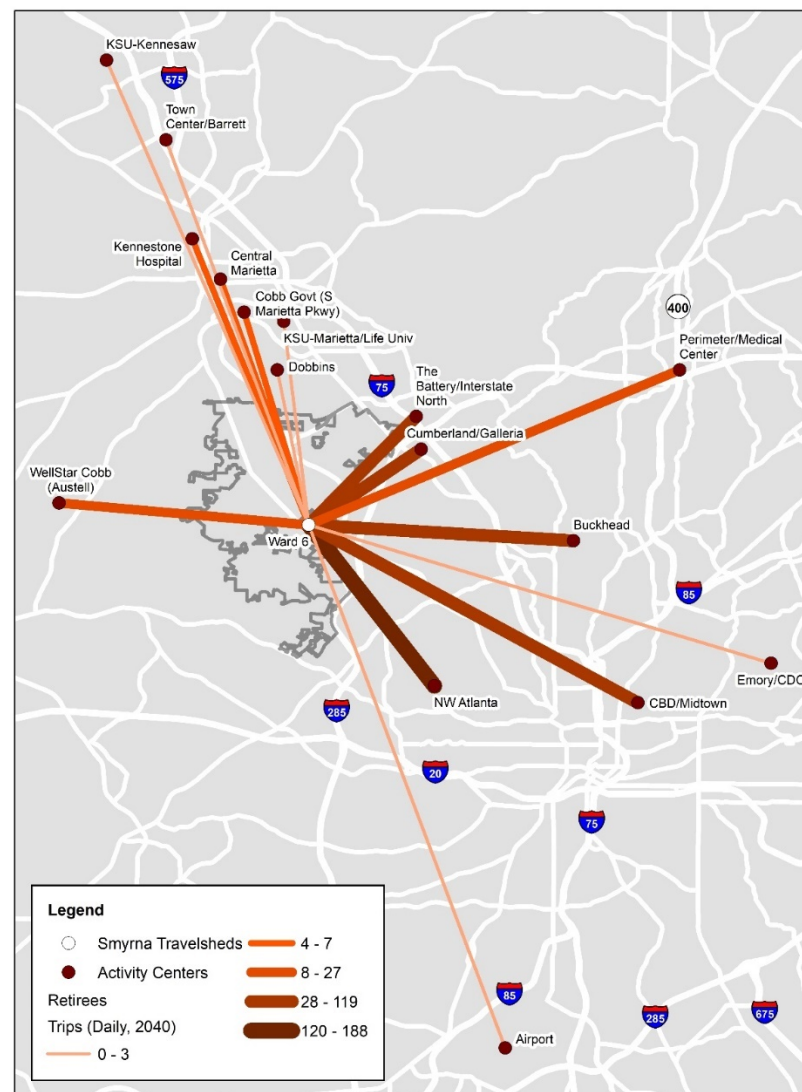 KSU-Kennesaw
575
Town
Center/Barrett
Kennestone
Hospital
Central
Marietta
Cobb Govt (S
Marietta Pkwy)
KSU-Marietta/Life Univ
400
Perimeter/Medical
Center
Dobbins
75
The
Battery/Interstate
North
Cumberland/Galleria
WellStar Cobb
(Austell)
Ward 6
Buckhead
85
Emory/CDC
NW Atlanta
CBD/Midtown
285
20
75
Legend
Smyrna Travelsheds
Activity Centers
Retirees
Trips (Daily, 2040)
0 - 3
4 - 7
8 - 27
28 - 119
120 - 188
85
285
675
Airport